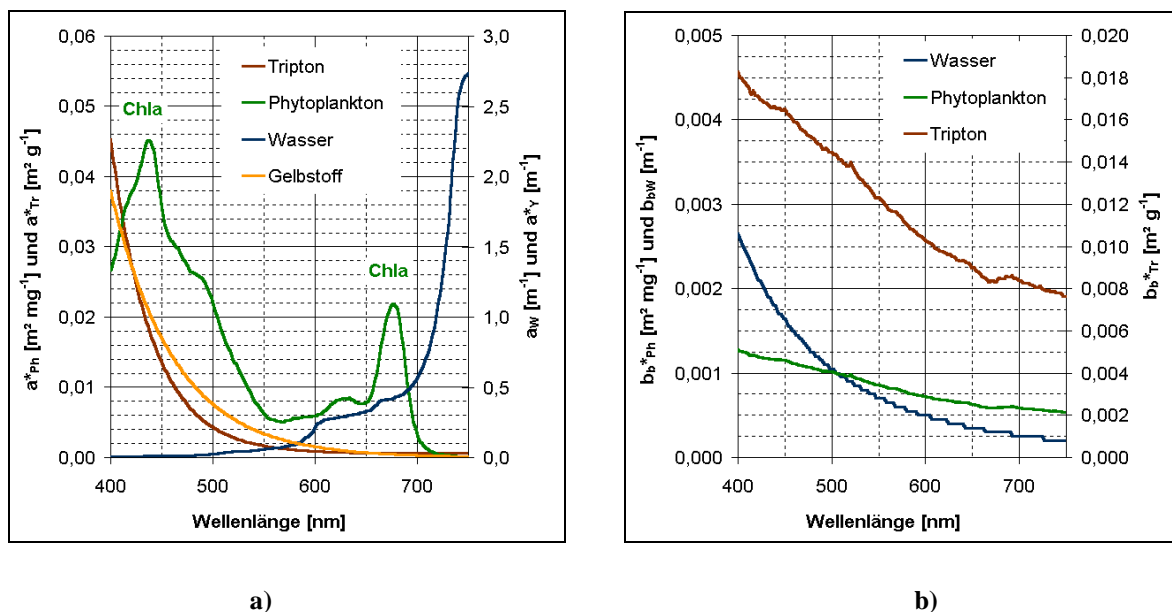 0,06
0,05
0,04
0,03
0,02
0,01
0,00
a*Ph [m² mg⁻¹] und a*Tr [m² g⁻¹]
3,0
2,5
2,0
1,5
1,0
0,5
0,0
aW [m⁻¹] und a*Y [m⁻¹]
Tripton
Phytoplankton
Wasser
Gelbstoff
Chla
Chla
400 500 600 700
Wellenlänge [nm]
a)
0,005
0,004
0,003
0,002
0,001
0,000
bb*Ph [m² mg⁻¹] und bbW [m⁻¹]
0,020
0,018
0,016
0,014
0,012
0,010
0,008
0,006
0,004
0,002
0,000
bb*Tr [m² g⁻¹]
Wasser
Phytoplankton
Tripton
400 500 600 700
Wellenlänge [nm]
b)